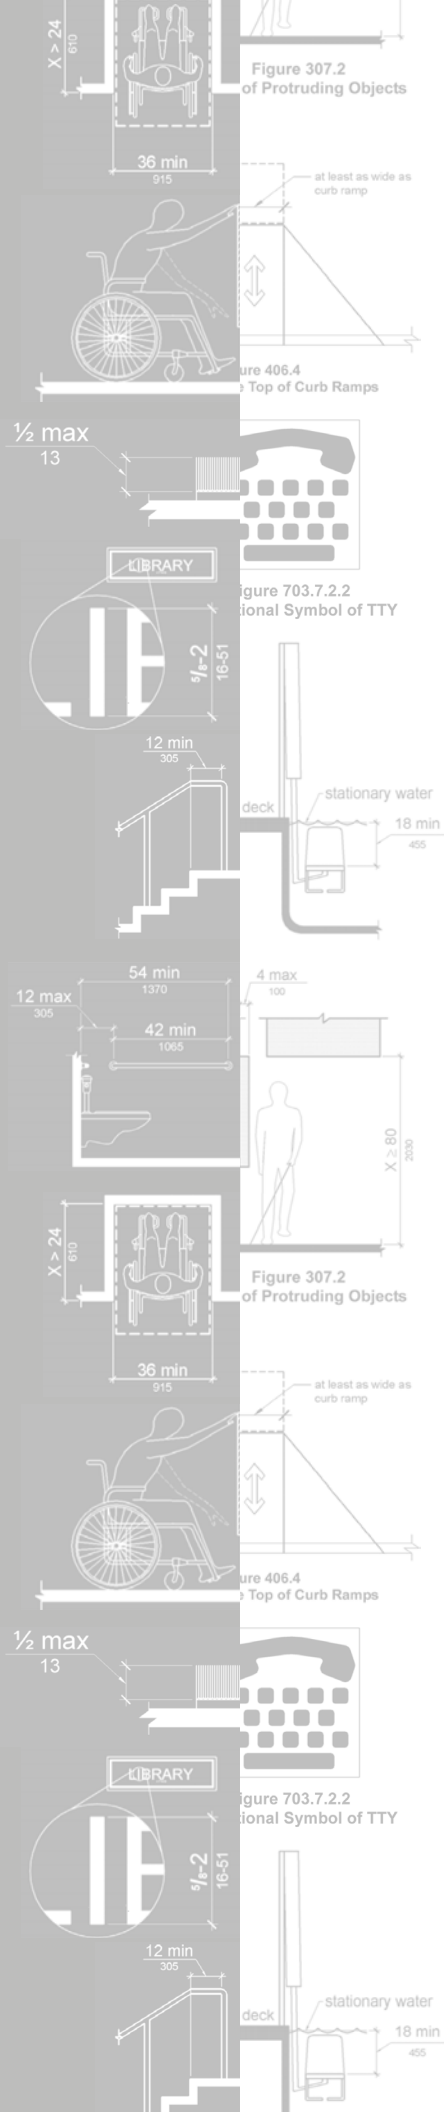 X > 24
610
36 min
915
Figure 307.2
of Protruding Objects
at least as wide as
curb ramp
ure 406.4
Top of Curb Ramps
½ max
13
igure 703.7.2.2
tional Symbol of TTY
LIBRARY
5/8-2
16-51
12 min
305
deck
stationary water
18 min
455
54 min
1370
12 max
305
42 min
1065
4 max
100
X ≥ 80
2030
X > 24
610
36 min
915
Figure 307.2
of Protruding Objects
at least as wide as
curb ramp
ure 406.4
Top of Curb Ramps
½ max
13
igure 703.7.2.2
tional Symbol of TTY
LIBRARY
5/8-2
16-51
12 min
305
deck
stationary water
18 min
455